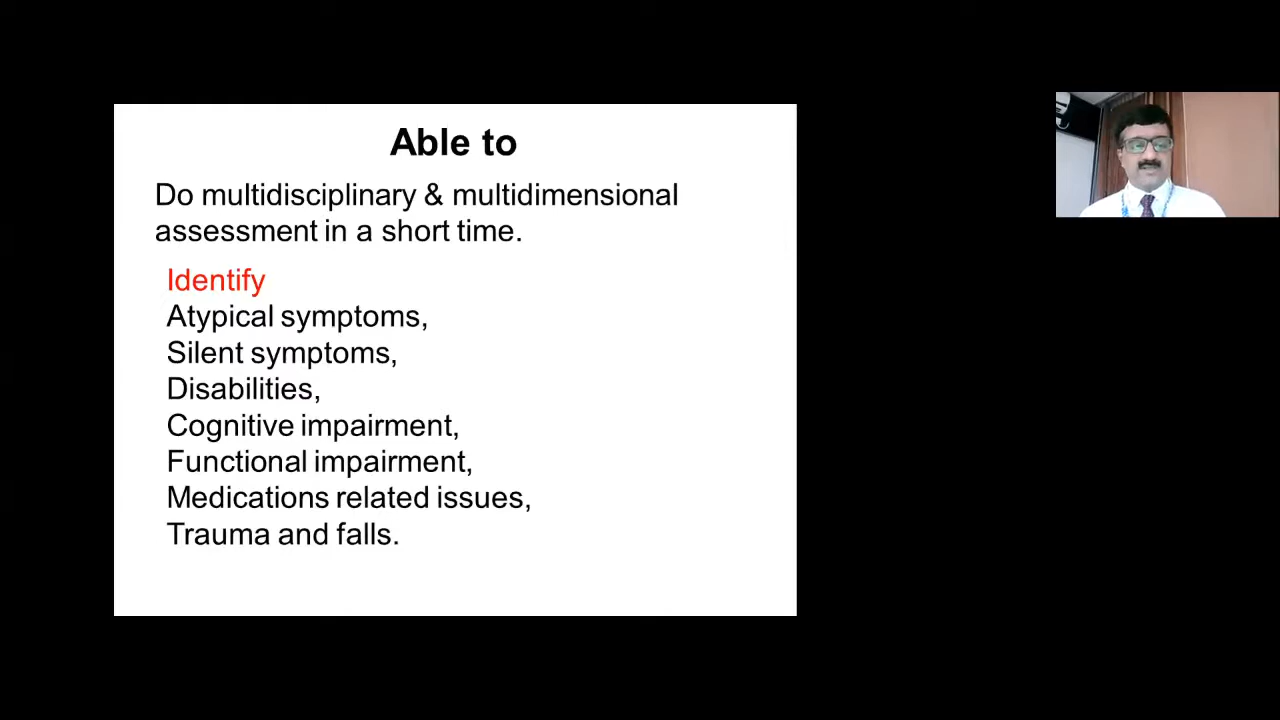 Able to
Do multidisciplinary & multidimensional
assessment in a short time.
Identify
Atypical symptoms,
Silent symptoms,
Disabilities,
Cognitive impairment,
Functional impairment,
Medications related issues,
Trauma and falls.